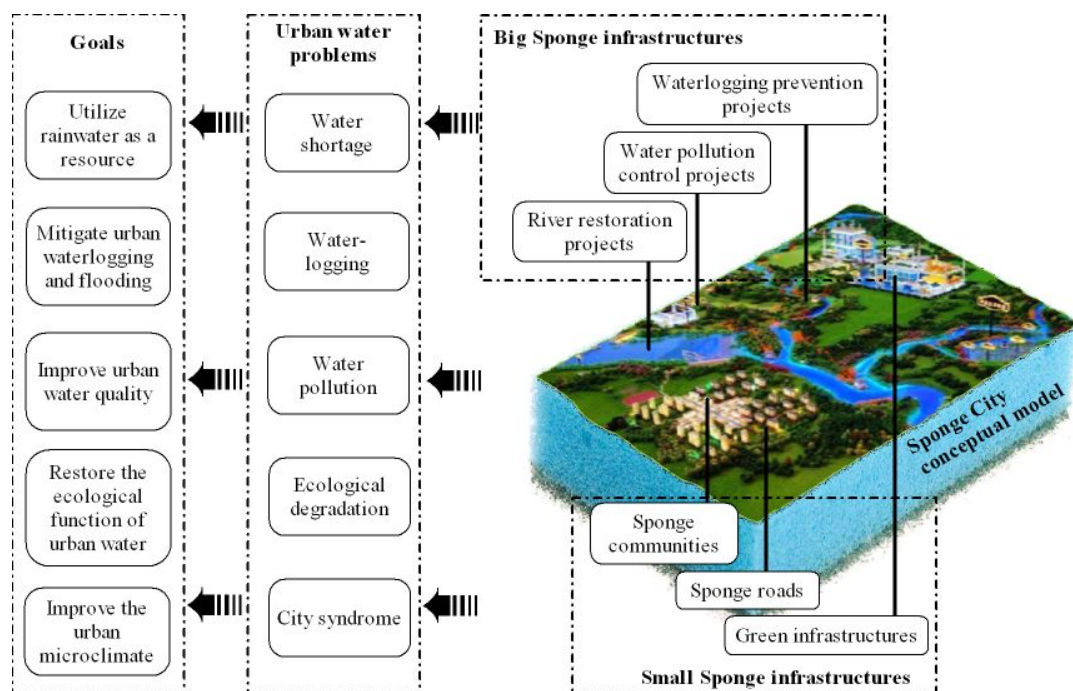 Goals
Utilize
rainwater as a
resource
Mitigate urban
waterlogging
and flooding
Improve urban
water quality
Restore the
ecological
function of
urban water
Improve the
urban
microclimate
Urban water
problems
Water
shortage
Water-
logging
Water
pollution
Ecological
degradation
City syndrome
Big Sponge infrastructures
Waterlogging prevention
projects
Water pollution
control projects
River restoration
projects
Sponge City
conceptual model
Sponge
communities
Sponge roads
Green infrastructures
Small Sponge infrastructures